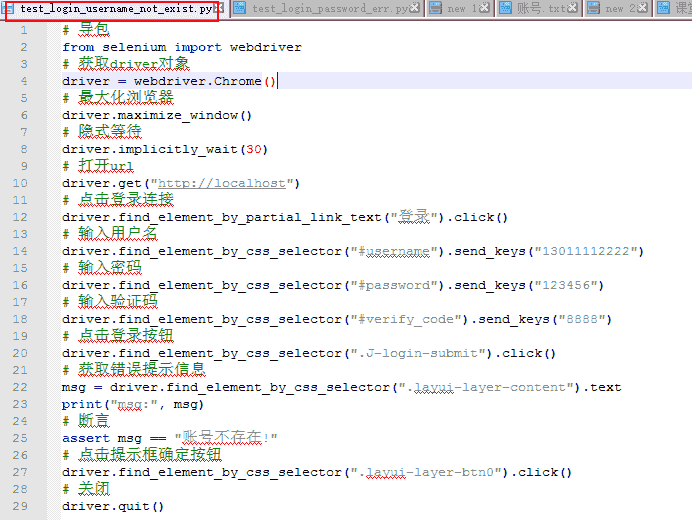 test_login_username_not_exist.py test_login_password_err.py new 1 账号.txt new 2 课堂
1 # 导包
2 from selenium import webdriver
3 # 获取driver对象
4 driver = webdriver.Chrome()
5 # 最大化浏览器
6 driver.maximize_window()
7 # 隐式等待
8 driver.implicitly_wait(30)
9 # 打开url
10 driver.get("http://localhost")
11 # 点击登录连接
12 driver.find_element_by_partial_link_text("登录").click()
13 # 输入用户名
14 driver.find_element_by_css_selector("#username").send_keys("13011112222")
15 # 输入密码
16 driver.find_element_by_css_selector("#password").send_keys("123456")
17 # 输入验证码
18 driver.find_element_by_css_selector("#verify_code").send_keys("8888")
19 # 点击登录按钮
20 driver.find_element_by_css_selector(".J-login-submit").click()
21 # 获取错误提示信息
22 msg = driver.find_element_by_css_selector(".layui-layer-content").text
23 print("msg:", msg)
24 # 断言
25 assert msg == "账号不存在!"
26 # 点击提示框确定按钮
27 driver.find_element_by_css_selector(".layui-layer-btn0").click()
28 # 关闭
29 driver.quit()